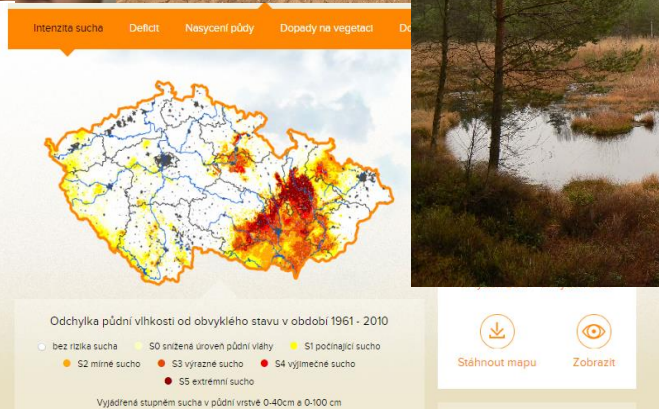 Intenzita sucha Deficit Nasycení půdy Dopady na vegetaci
Odchylka půdní vlhkosti od obvyklého stavu v období 1961 - 2010
bez rizika sucha S0 snížená úroveň půdní vláhy S1 počínající sucho
S2 mírné sucho S3 výrazné sucho S4 výjimečné sucho
S5 extrémní sucho
Vyjádřená stupněm sucha v půdní vrstvě 0-40cm a 0-100 cm
Stáhnout mapu Zobrazit